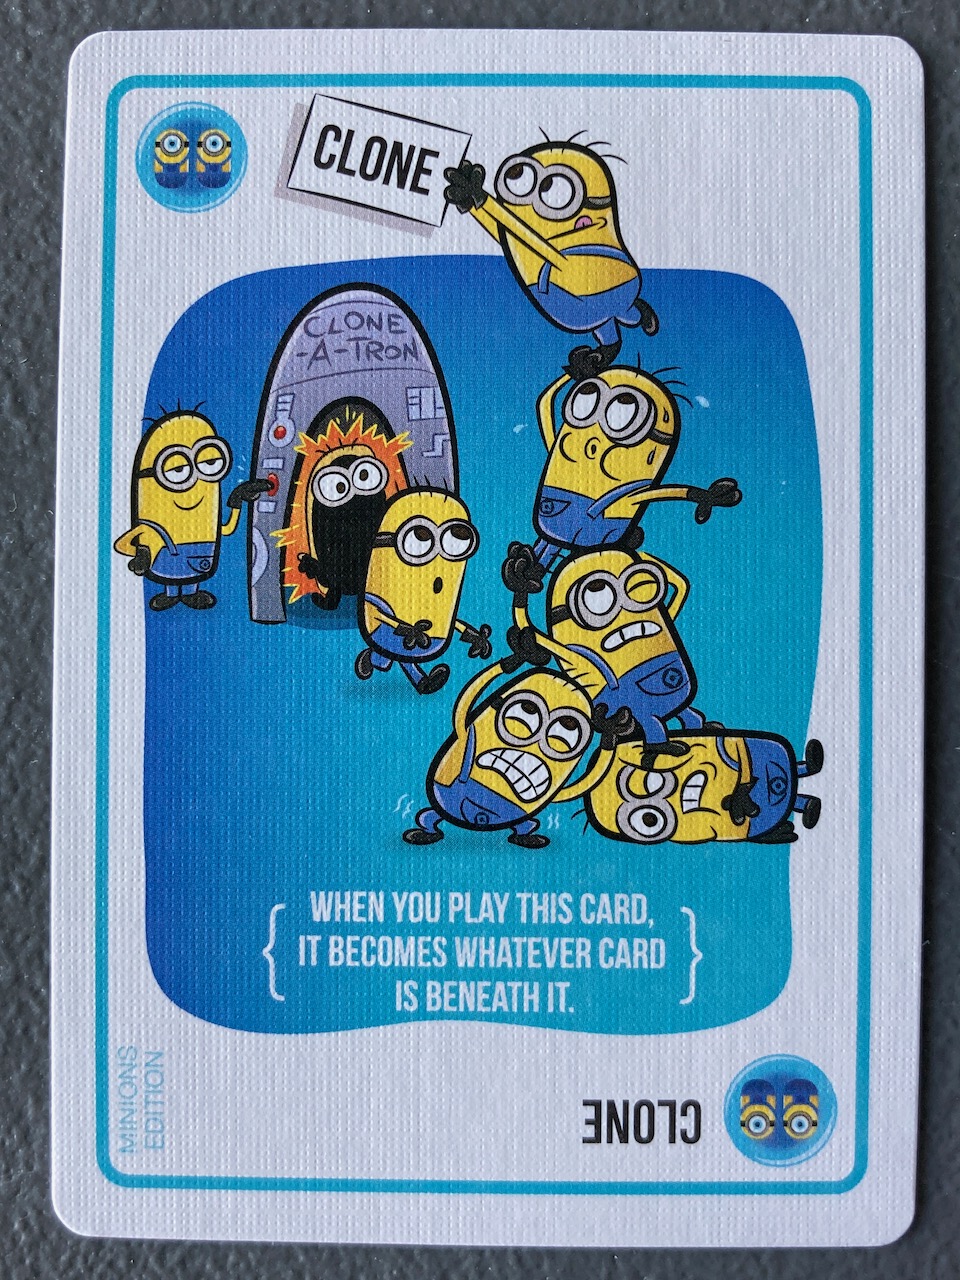 CLONE
CLONE
-A-TRON
WHEN YOU PLAY THIS CARD,
IT BECOMES WHATEVER CARD
IS BENEATH IT.
MINIONS
EDITION
CLONE